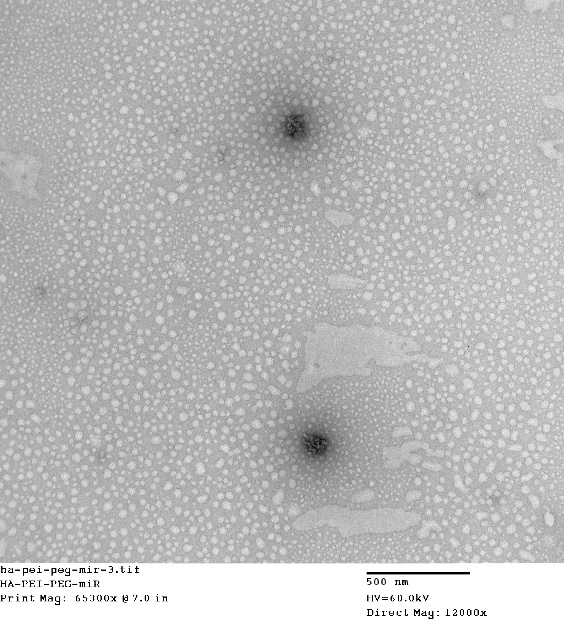 ha-pei-peg-mir-3.tif
HA-PEI-PEG-miR
Print Mag: 65300x @ 7.0 in
500 nm
HV=60.0kV
Direct Mag: 12000x